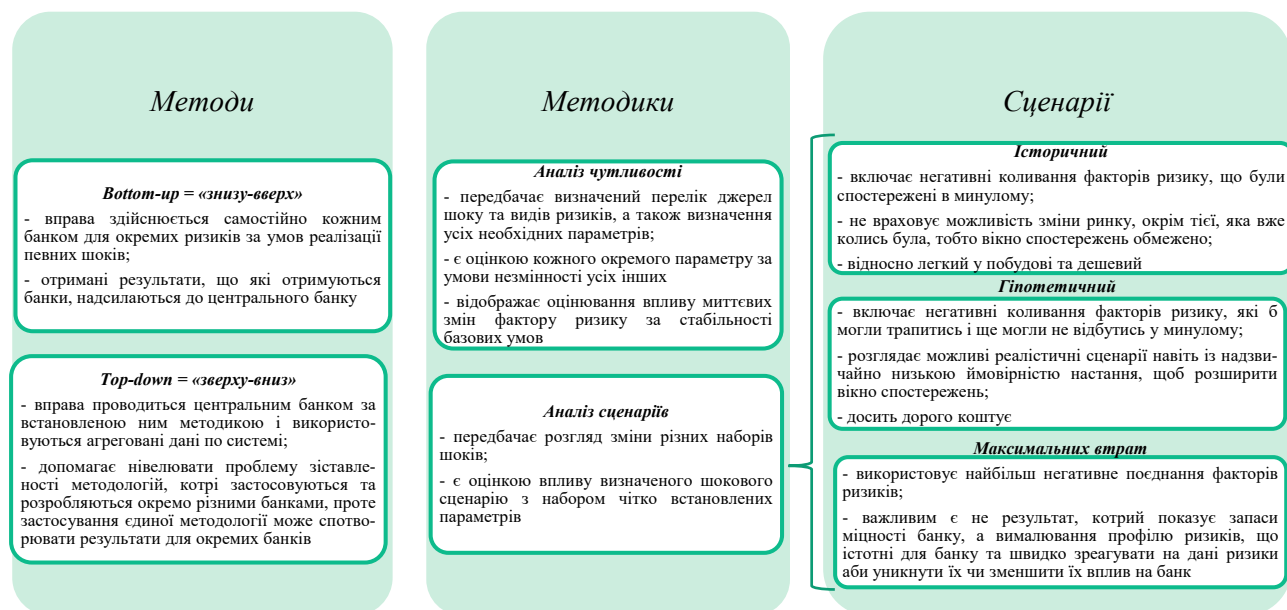 Методи
Bottom-up = «знизу-вверх»
- вправа здійснюється самостійно кожним
банком для окремих ризиків за умов реалізації
певних шоків;
- отримані результати, що які отримуються
банки, надсилаються до центрального банку
Top-down = «зверху-вниз»
- вправа проводиться центральним банком за
встановленою ним методикою і використо-
вуються агреговані дані по системі;
- допомагає нівелювати проблему зіставле-
ності методологій, котрі застосовуються та
розробляються окремо різними банками, проте
застосування єдиної методології може спотво-
рювати результати для окремих банків
Методики
Аналіз чутливості
- передбачає визначений перелік джерел
шоку та видів ризиків, а також визначення
усіх необхідних параметрів;
- є оцінкою кожного окремого параметру за
умови незмінності усіх інших
- відображає оцінювання впливу миттєвих
змін фактору ризику за стабільності
базових умов
Аналіз сценаріїв
- передбачає розгляд зміни різних наборів
шоків;
- є оцінкою впливу визначеного шокового
сценарію з набором чітко встановлених
параметрів
Сценарії
Історичний
- включає негативні коливання факторів ризику, що були
спостережені в минулому;
- не враховує можливість зміни ринку, окрім тієї, яка вже
колись була, тобто вікно спостережень обмежено;
- відносно легкий у побудові та дешевий
Гіпотетичний
- включає негативні коливання факторів ризику, які б
могли трапитись і ще могли не відбутись у минулому;
- розглядає можливі реалістичні сценарії навіть із надзви-
чайно низькою ймовірністю настання, щоб розширити
вікно спостережень;
- досить дорого коштує
Максимальних втрат
- використовує найбільш негативне поєднання факторів
ризиків;
- важливим є не результат, котрий показує запаси
міцності банку, а вималювання профілю ризиків, що
істотні для банку та швидко зреагувати на дані ризики
аби уникнути їх чи зменшити їх вплив на банк